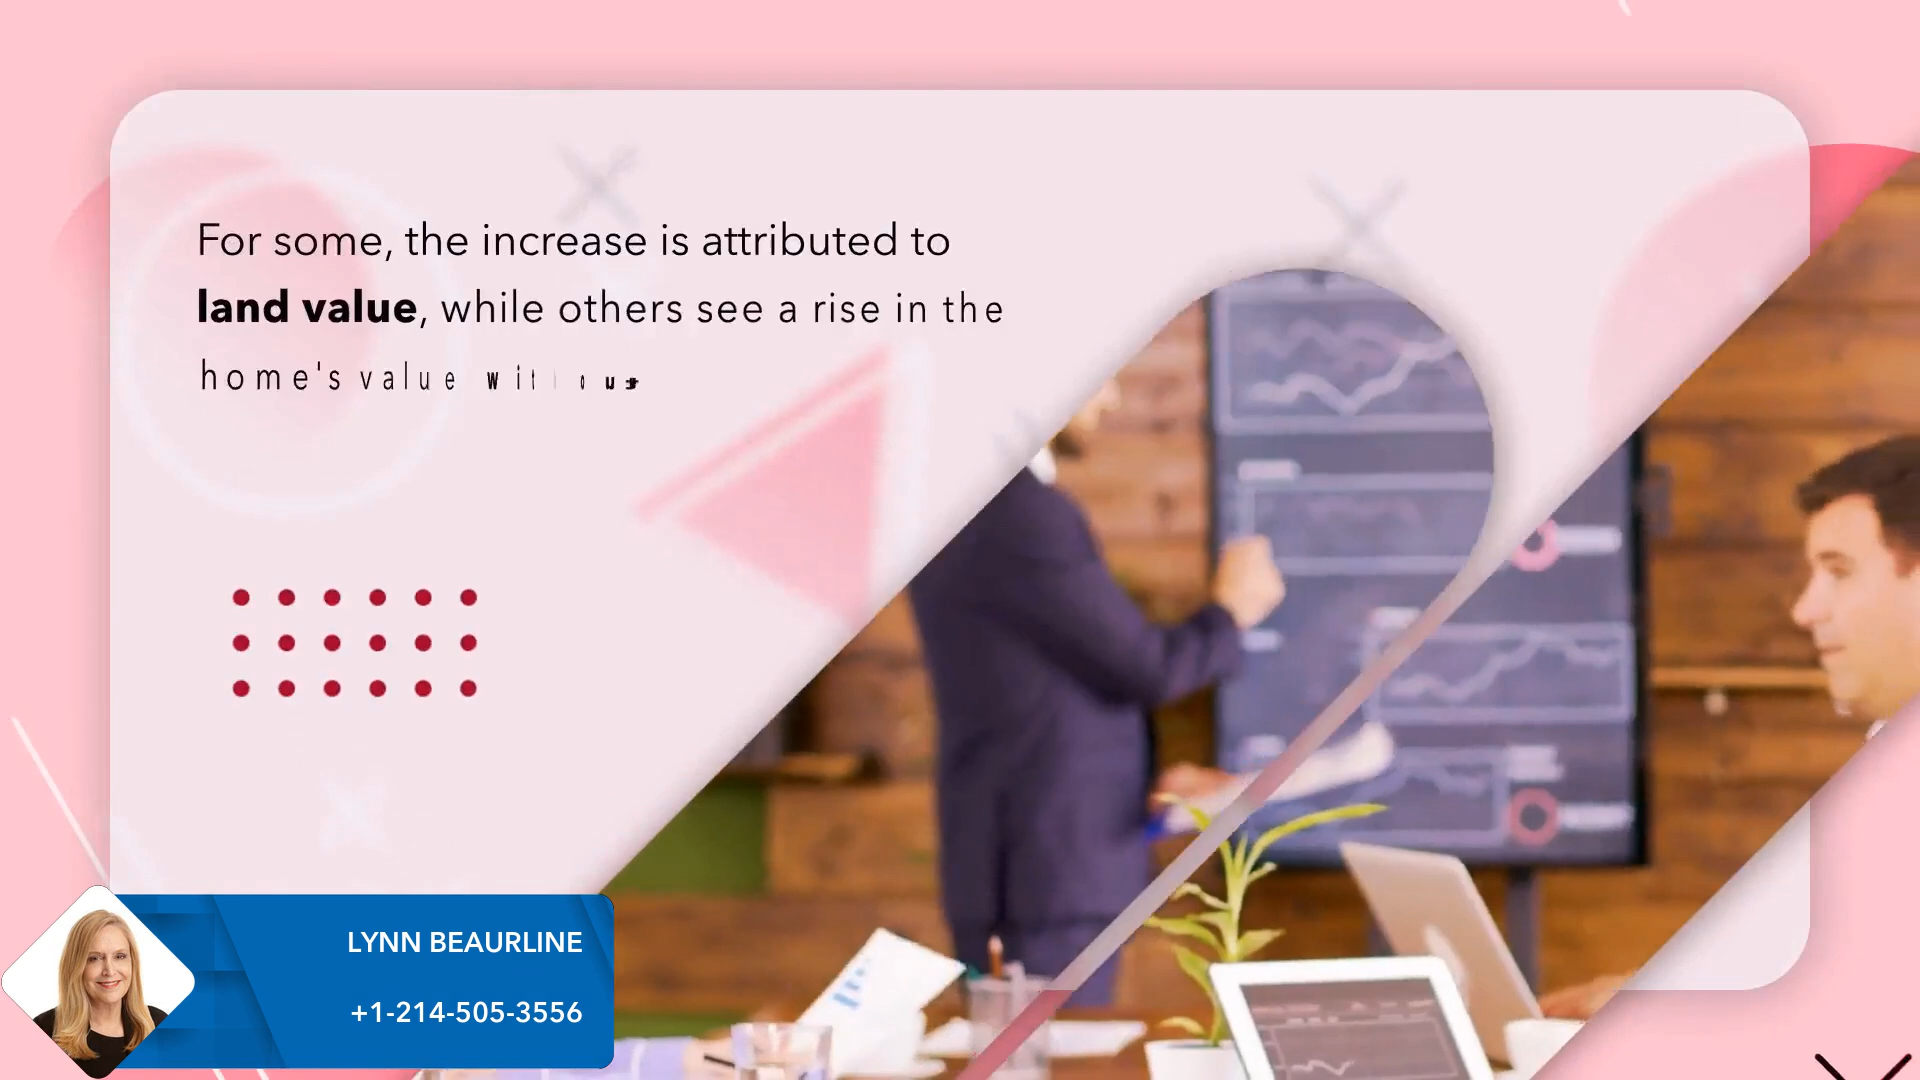 For some, the increase is attributed to
land value, while others see a rise in the
home's value
LYNN BEAURLINE
+1-214-505-3556